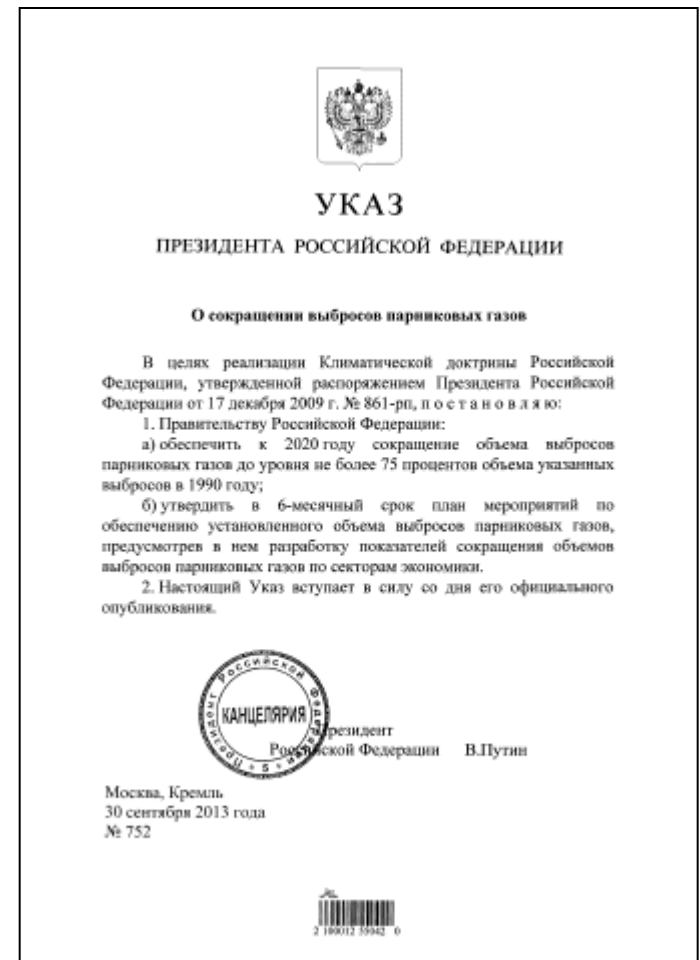 УКАЗ
ПРЕЗИДЕНТА РОССИЙСКОЙ ФЕДЕРАЦИИ
О сокращении выбросов парниковых газов
В целях реализации Климатической доктрины Российской
Федерации, утвержденной распоряжением Президента Российской
Федерации от 17 декабря 2009 г. № 861-рп, п о с т а н о в л я ю:
1. Правительству Российской Федерации:
а) обеспечить к 2020 году сокращение объема выбросов
парниковых газов до уровня не более 75 процентов объема указанных
выбросов в 1990 году;
б) утвердить в 6-месячный срок план мероприятий по
обеспечению установленного объема выбросов парниковых газов,
предусмотрев в нем разработку показателей сокращения объемов
выбросов парниковых газов по секторам экономики.
2. Настоящий Указ вступает в силу со дня его официального
опубликования.
Президент Российской Федерации
КАНЦЕЛЯРИЯ
5
Президент
Российской Федерации В.Путин
Москва, Кремль
30 сентября 2013 года
№ 752